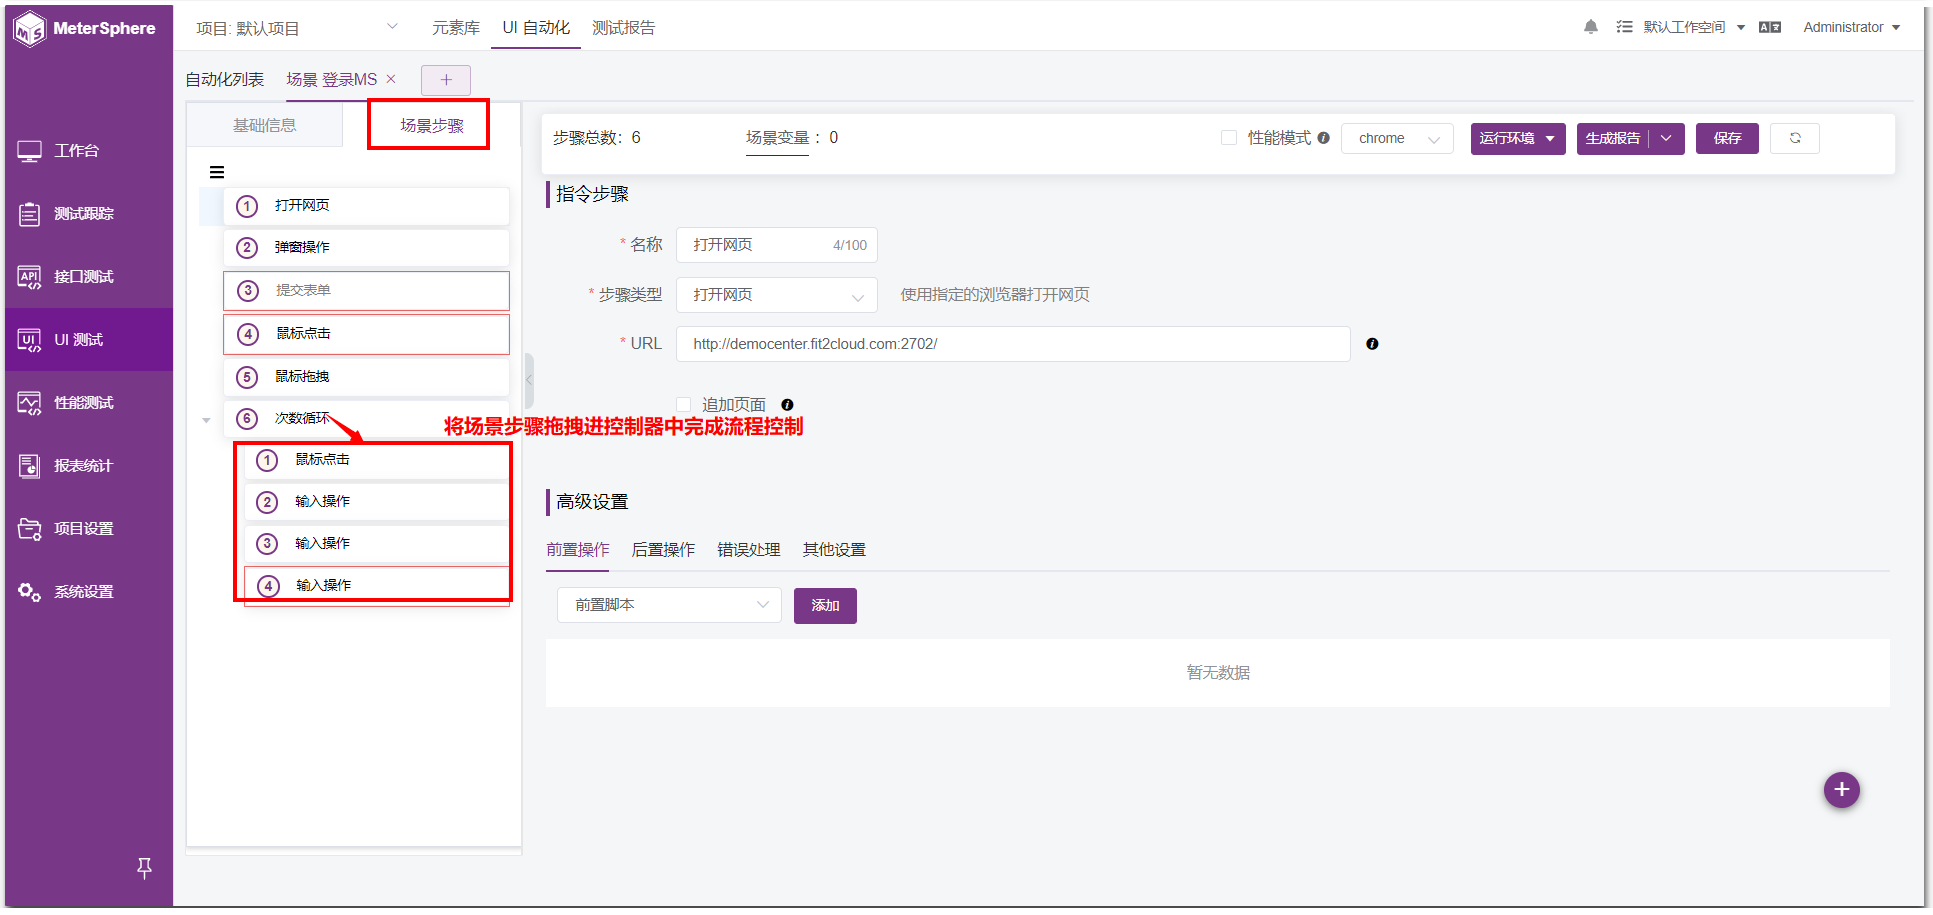 MeterSphere
项目: 默认项目
元素库
UI 自动化
测试报告
默认工作空间
Administrator
自动化列表
场景 登录MS
基础信息
场景步骤
工作台
测试跟踪
接口测试
UI 测试
性能测试
报表统计
项目设置
系统设置
1 打开网页
2 弹窗操作
3 提交表单
4 鼠标点击
5 鼠标拖拽
6 次数循环
将场景步骤拖拽进控制器中完成流程控制
1 鼠标点击
2 输入操作
3 输入操作
4 输入操作
步骤总数: 6
场景变量 : 0
性能模式
chrome
运行环境
生成报告
保存
指令步骤
* 名称 打开网页 4/100
* 步骤类型 打开网页 使用指定的浏览器打开网页
* URL http://democenter.fit2cloud.com:2702/
追加页面
高级设置
前置操作
后置操作
错误处理
其他设置
前置脚本
添加
暂无数据